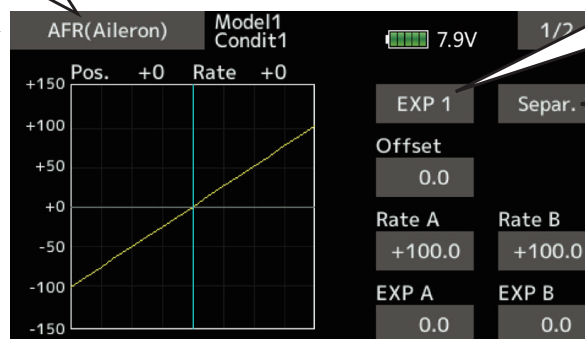 AFR(Aileron) Model1 Condit1 7.9V 1/2
Pos. +0 Rate +0
+150
+100
+50
+0
-50
-100
-150
EXP 1 Separ.
Offset
0.0
Rate A Rate B
+100.0 +100.0
EXP A EXP B
0.0 0.0